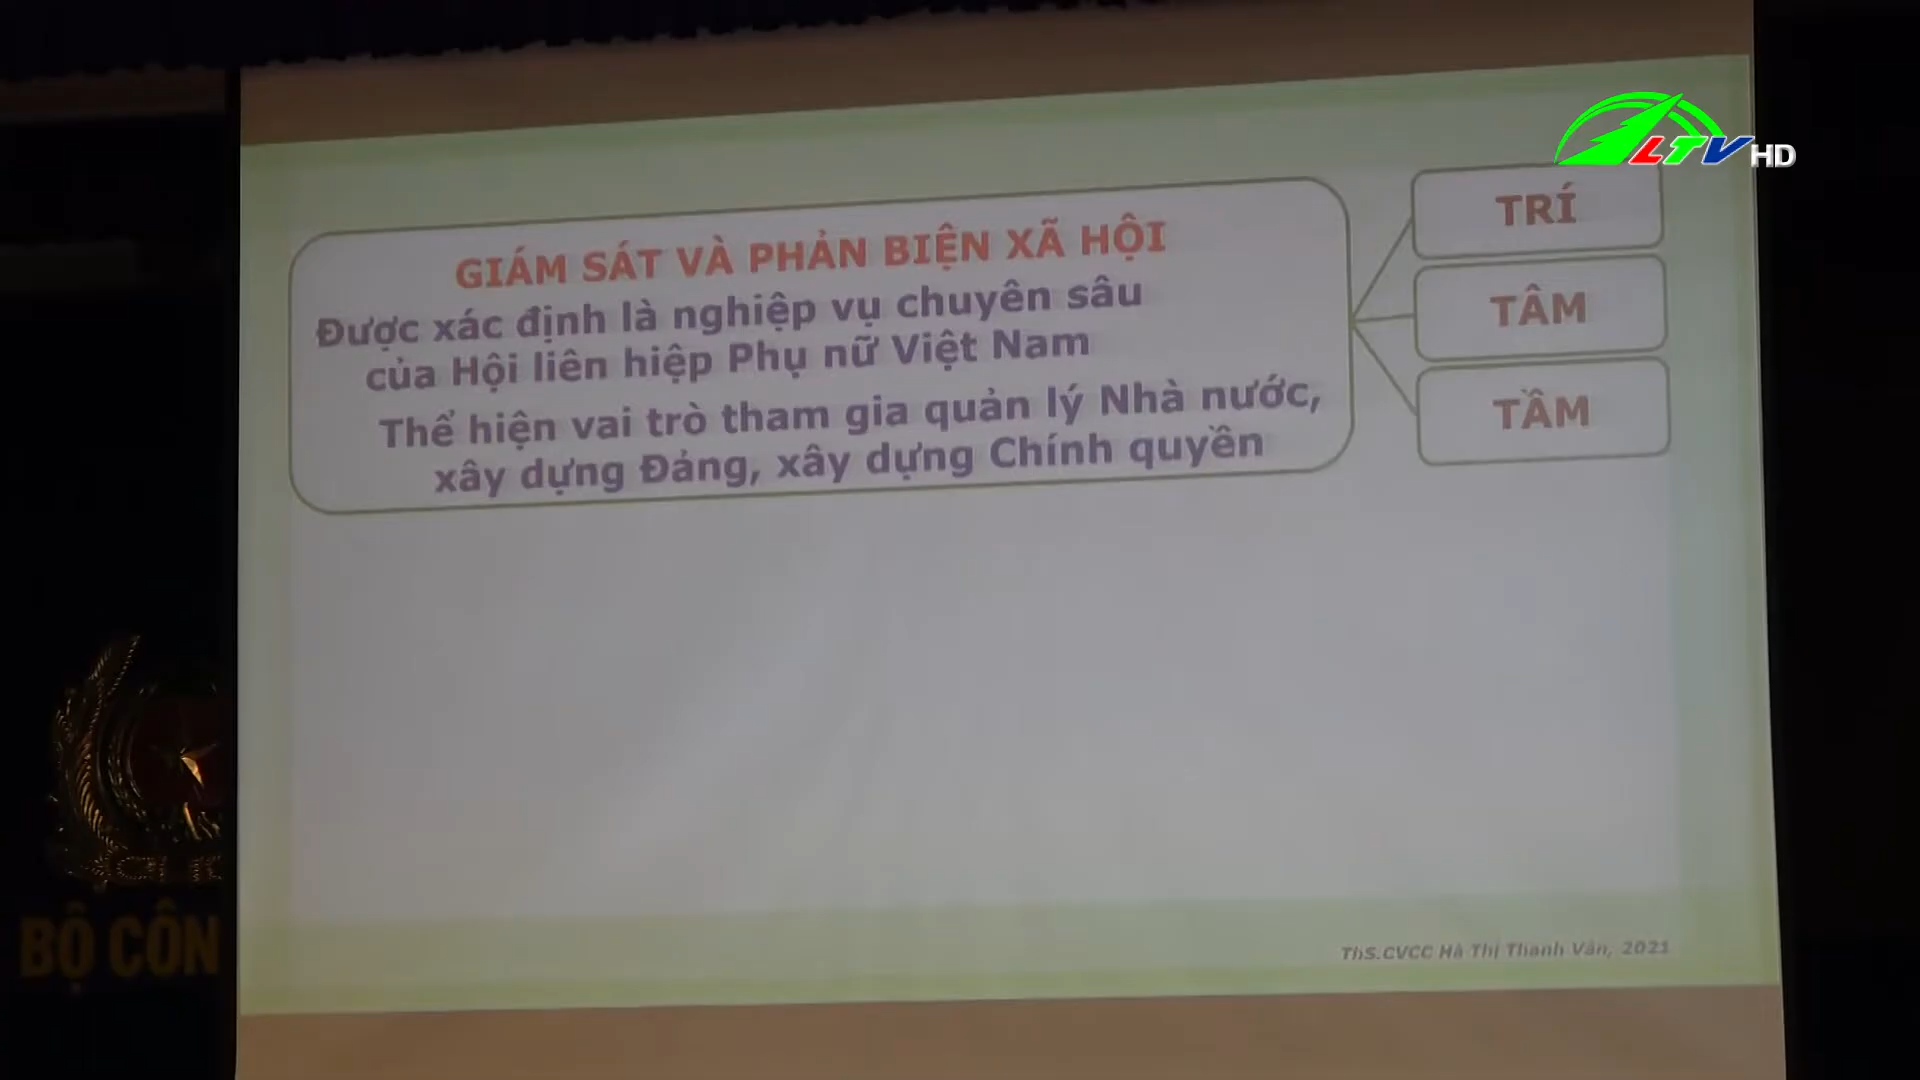 LTV HD
GIÁM SÁT VÀ PHẢN BIỆN XÃ HỘI
Được xác định là nghiệp vụ chuyên sâu
của Hội liên hiệp Phụ nữ Việt Nam
Thể hiện vai trò tham gia quản lý Nhà nước,
xây dựng Đảng, xây dựng Chính quyền
TRÍ
TÂM
TẦM
ThS.CVCC Hà Thị Thanh Vân, 2021
BỘ CÔN